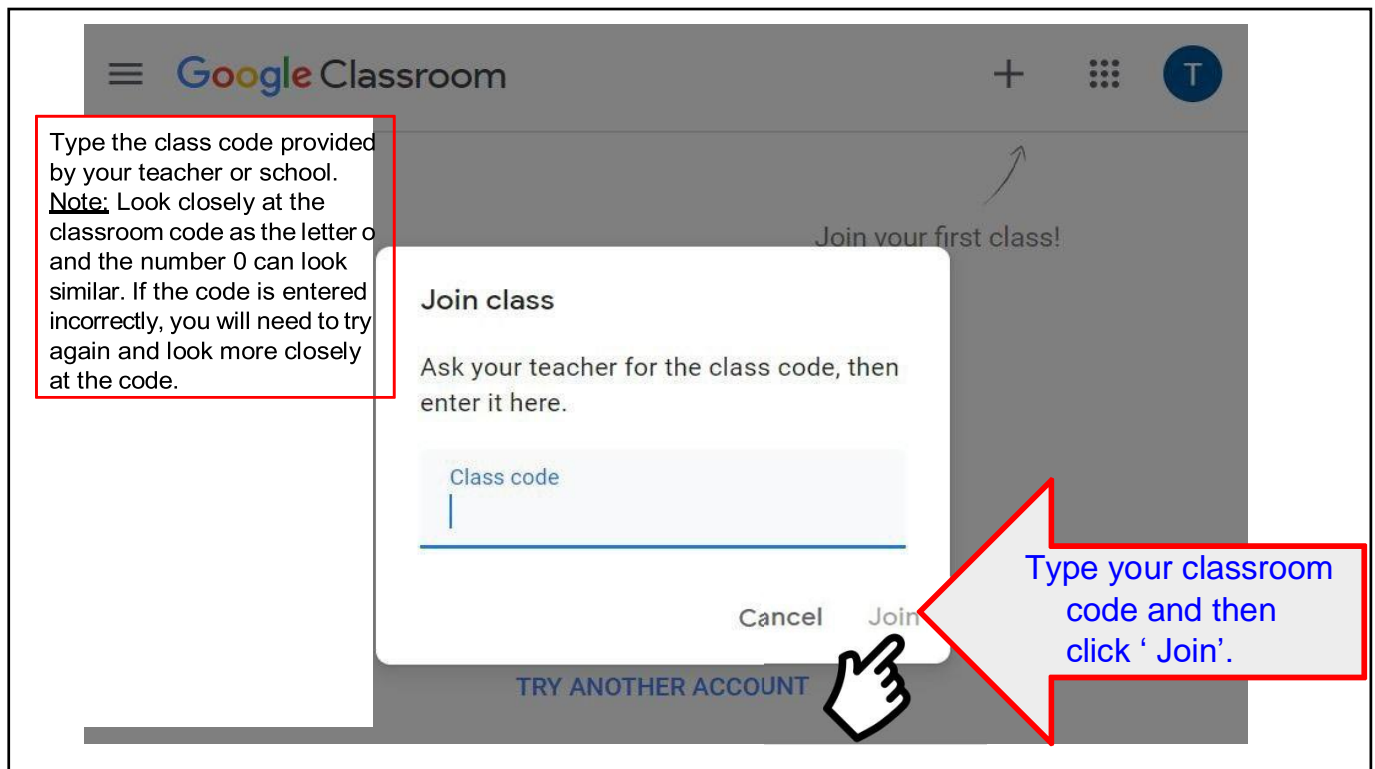 Google Classroom
T
Type the class code provided
by your teacher or school.
Note: Look closely at the
classroom code as the letter o
and the number 0 can look
similar. If the code is entered
incorrectly, you will need to try
again and look more closely
at the code.
Join your first class!
Join class
Ask your teacher for the class code, then
enter it here.
Class code
Cancel Join
Type your classroom
code and then
click ‘ Join’.
TRY ANOTHER ACCOUNT